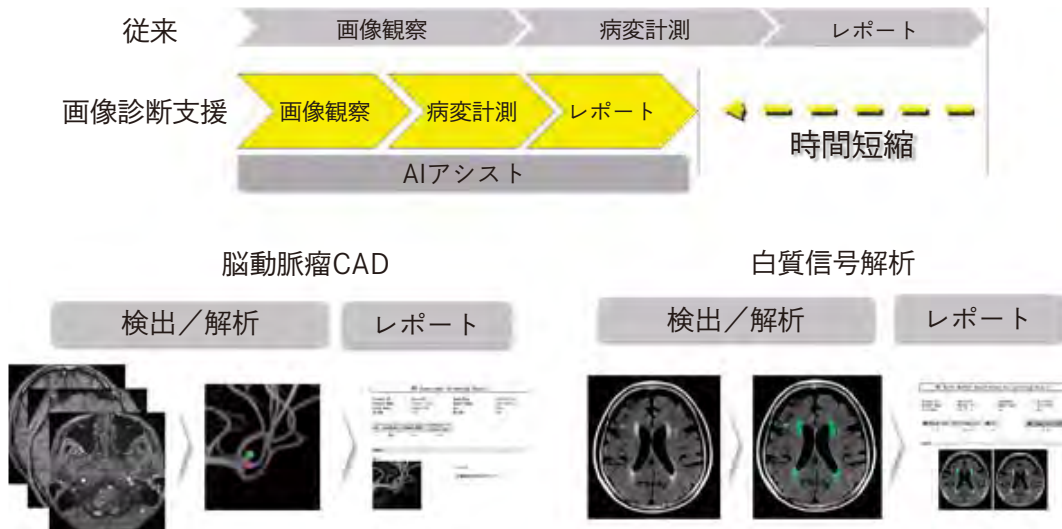 従来
画像観察
病変計測
レポート
画像診断支援
画像観察
病変計測
レポート
時間短縮
AIアシスト
脳動脈瘤CAD
白質信号解析
検出／解析
レポート
検出／解析
レポート